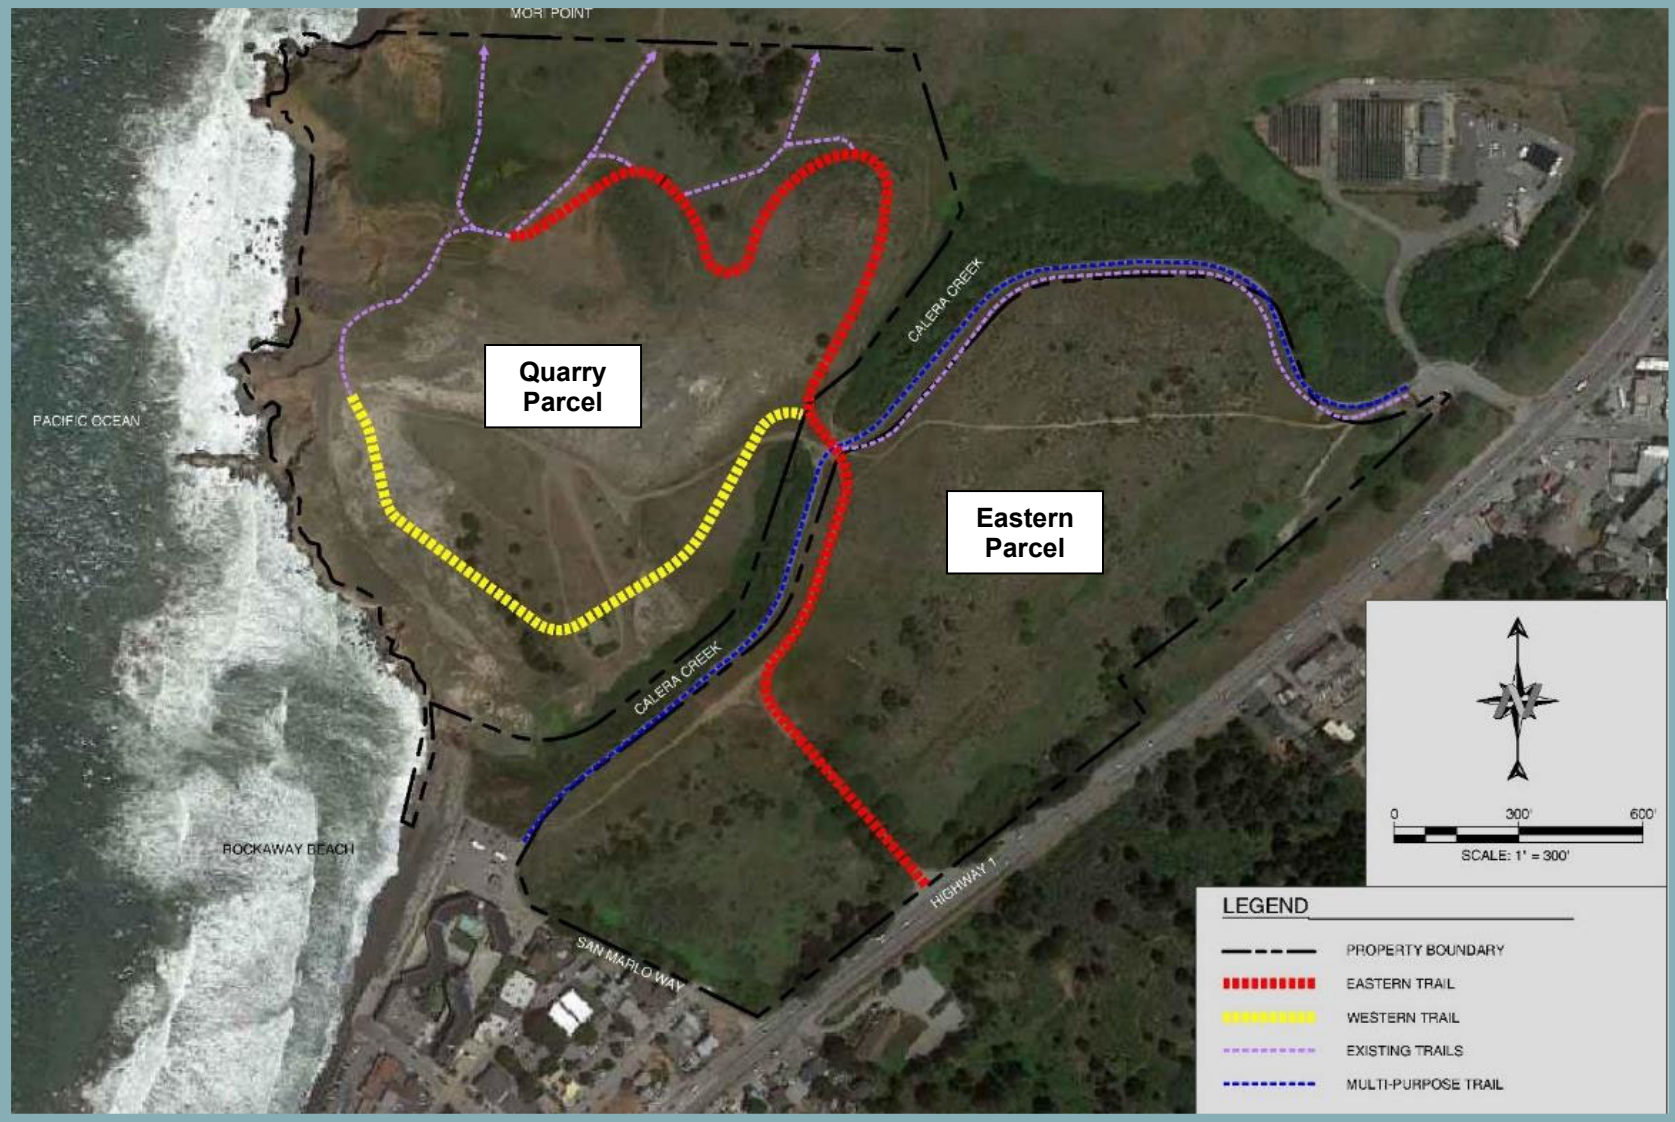 MORI POINT
CALERA CREEK
Quarry
Parcel
PACIFIC OCEAN
Eastern
Parcel
CALERA CREEK
N
0 300' 600'
SCALE: 1" = 300'
ROCKAWAY BEACH
HIGHWAY 1
SAN MARLO WAY
LEGEND
PROPERTY BOUNDARY
EASTERN TRAIL
WESTERN TRAIL
EXISTING TRAILS
MULTI-PURPOSE TRAIL